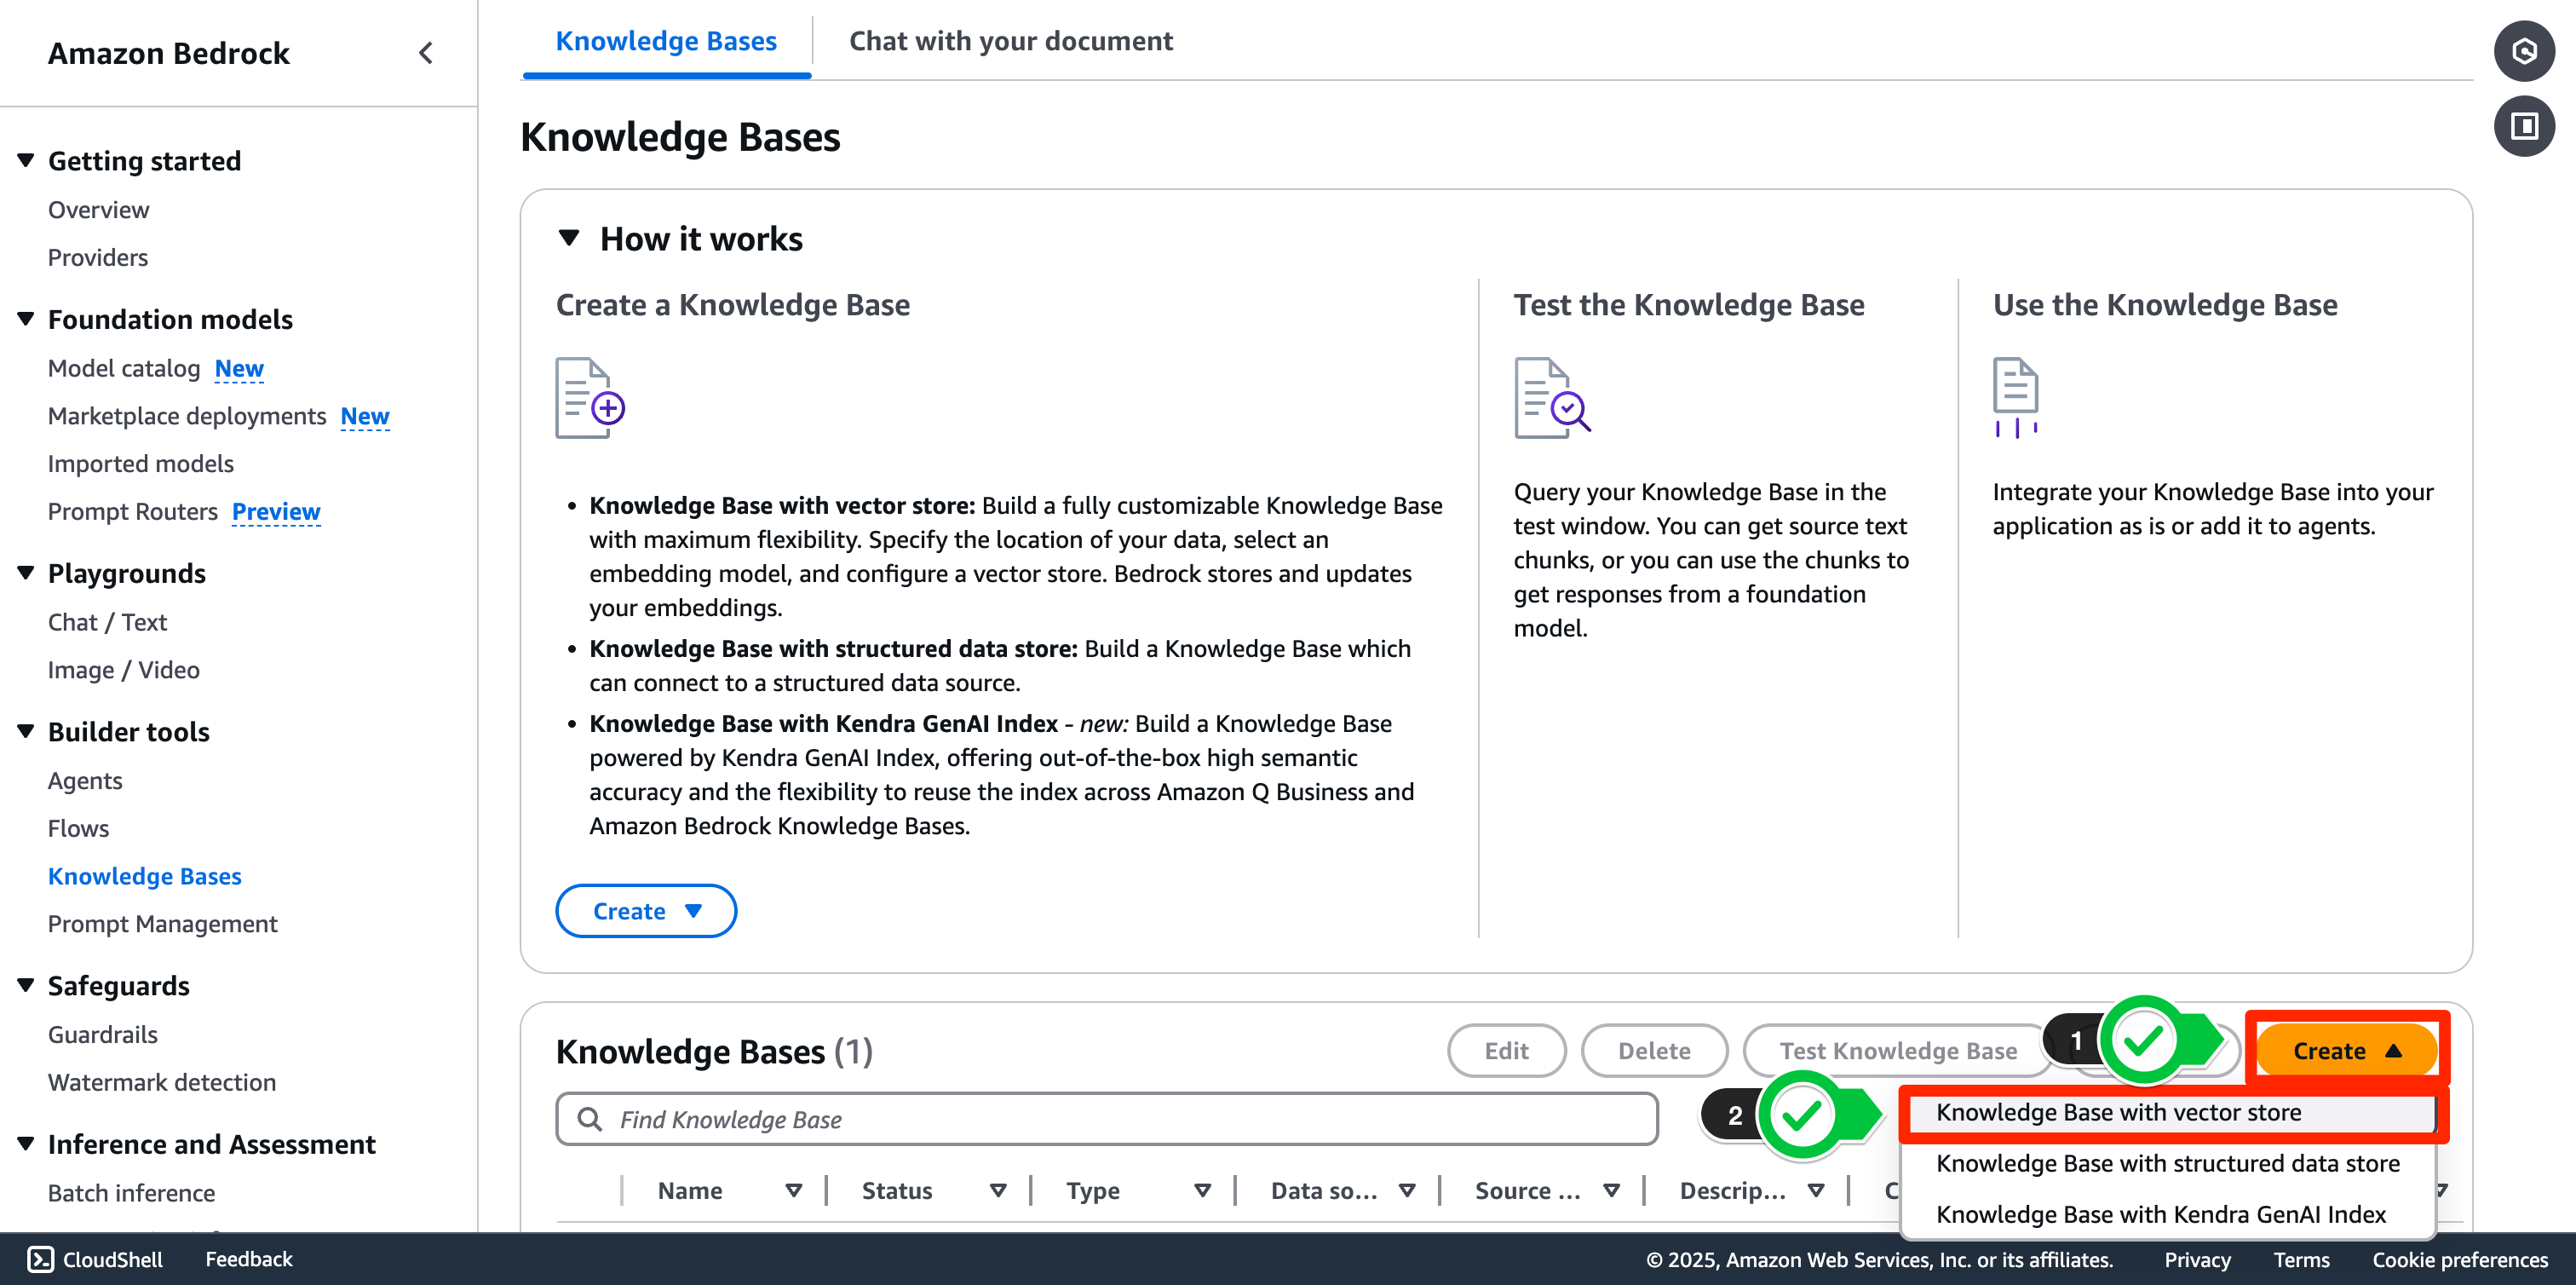 Amazon Bedrock
Getting started
Overview
Providers
Foundation models
Model catalog New
Marketplace deployments New
Imported models
Prompt Routers Preview
Playgrounds
Chat / Text
Image / Video
Builder tools
Agents
Flows
Knowledge Bases
Prompt Management
Safeguards
Guardrails
Watermark detection
Inference and Assessment
Batch inference
Knowledge Bases
Chat with your document
Knowledge Bases
How it works
Create a Knowledge Base
Knowledge Base with vector store: Build a fully customizable Knowledge Base
with maximum flexibility. Specify the location of your data, select an
embedding model, and configure a vector store. Bedrock stores and updates
your embeddings.
Knowledge Base with structured data store: Build a Knowledge Base which
can connect to a structured data source.
Knowledge Base with Kendra GenAI Index - new: Build a Knowledge Base
powered by Kendra GenAI Index, offering out-of-the-box high semantic
accuracy and the flexibility to reuse the index across Amazon Q Business and
Amazon Bedrock Knowledge Bases.
Create
Test the Knowledge Base
Query your Knowledge Base in the
test window. You can get source text
chunks, or you can use the chunks to
get responses from a foundation
model.
Use the Knowledge Base
Integrate your Knowledge Base into your
application as is or add it to agents.
Knowledge Bases (1)
Edit
Delete
Test Knowledge Base
1
Create
Find Knowledge Base
2
Knowledge Base with vector store
Knowledge Base with structured data store
Knowledge Base with Kendra GenAI Index
Name
Status
Type
Data so...
Source ...
Descrip...
CloudShell
Feedback
© 2025, Amazon Web Services, Inc. or its affiliates.
Privacy
Terms
Cookie preferences